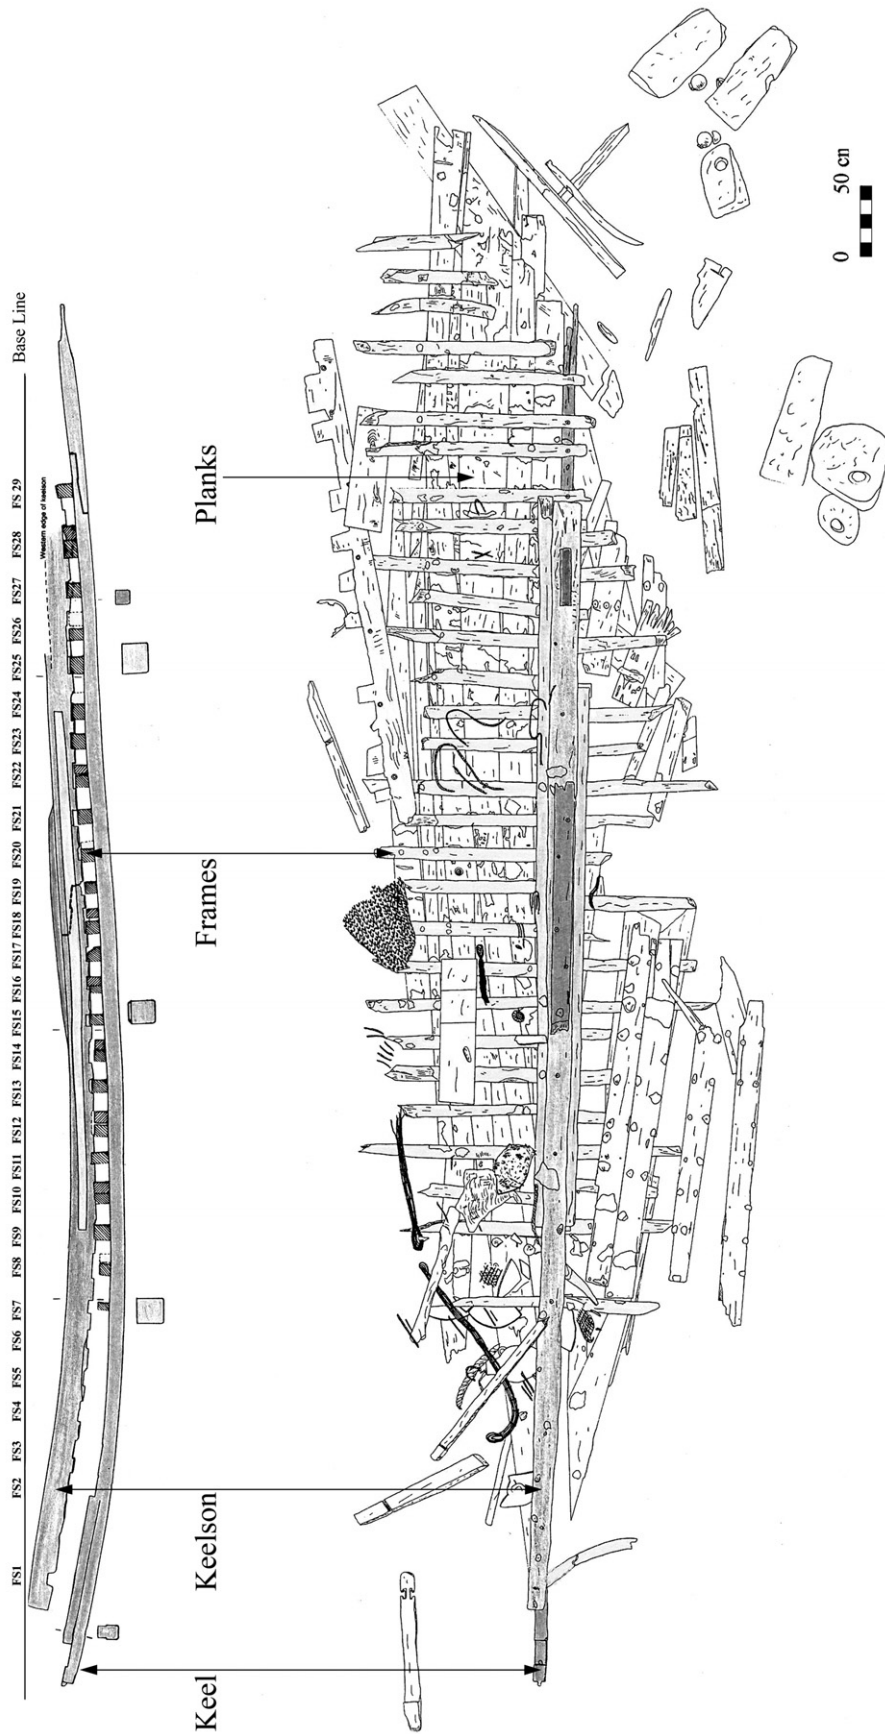 FS1 FS2 FS3 FS4 FS5 FS6 FS7 FS8 FS9 FS10 FS11 FS12 FS13 FS14 FS15 FS16 FS17 FS18 FS19 FS20 FS21 FS22 FS23 FS24 FS25 FS26 FS27 FS28 FS 29 Base Line
Western edge of keelson
Keel
Keelson
Frames
Planks
0 50 cn